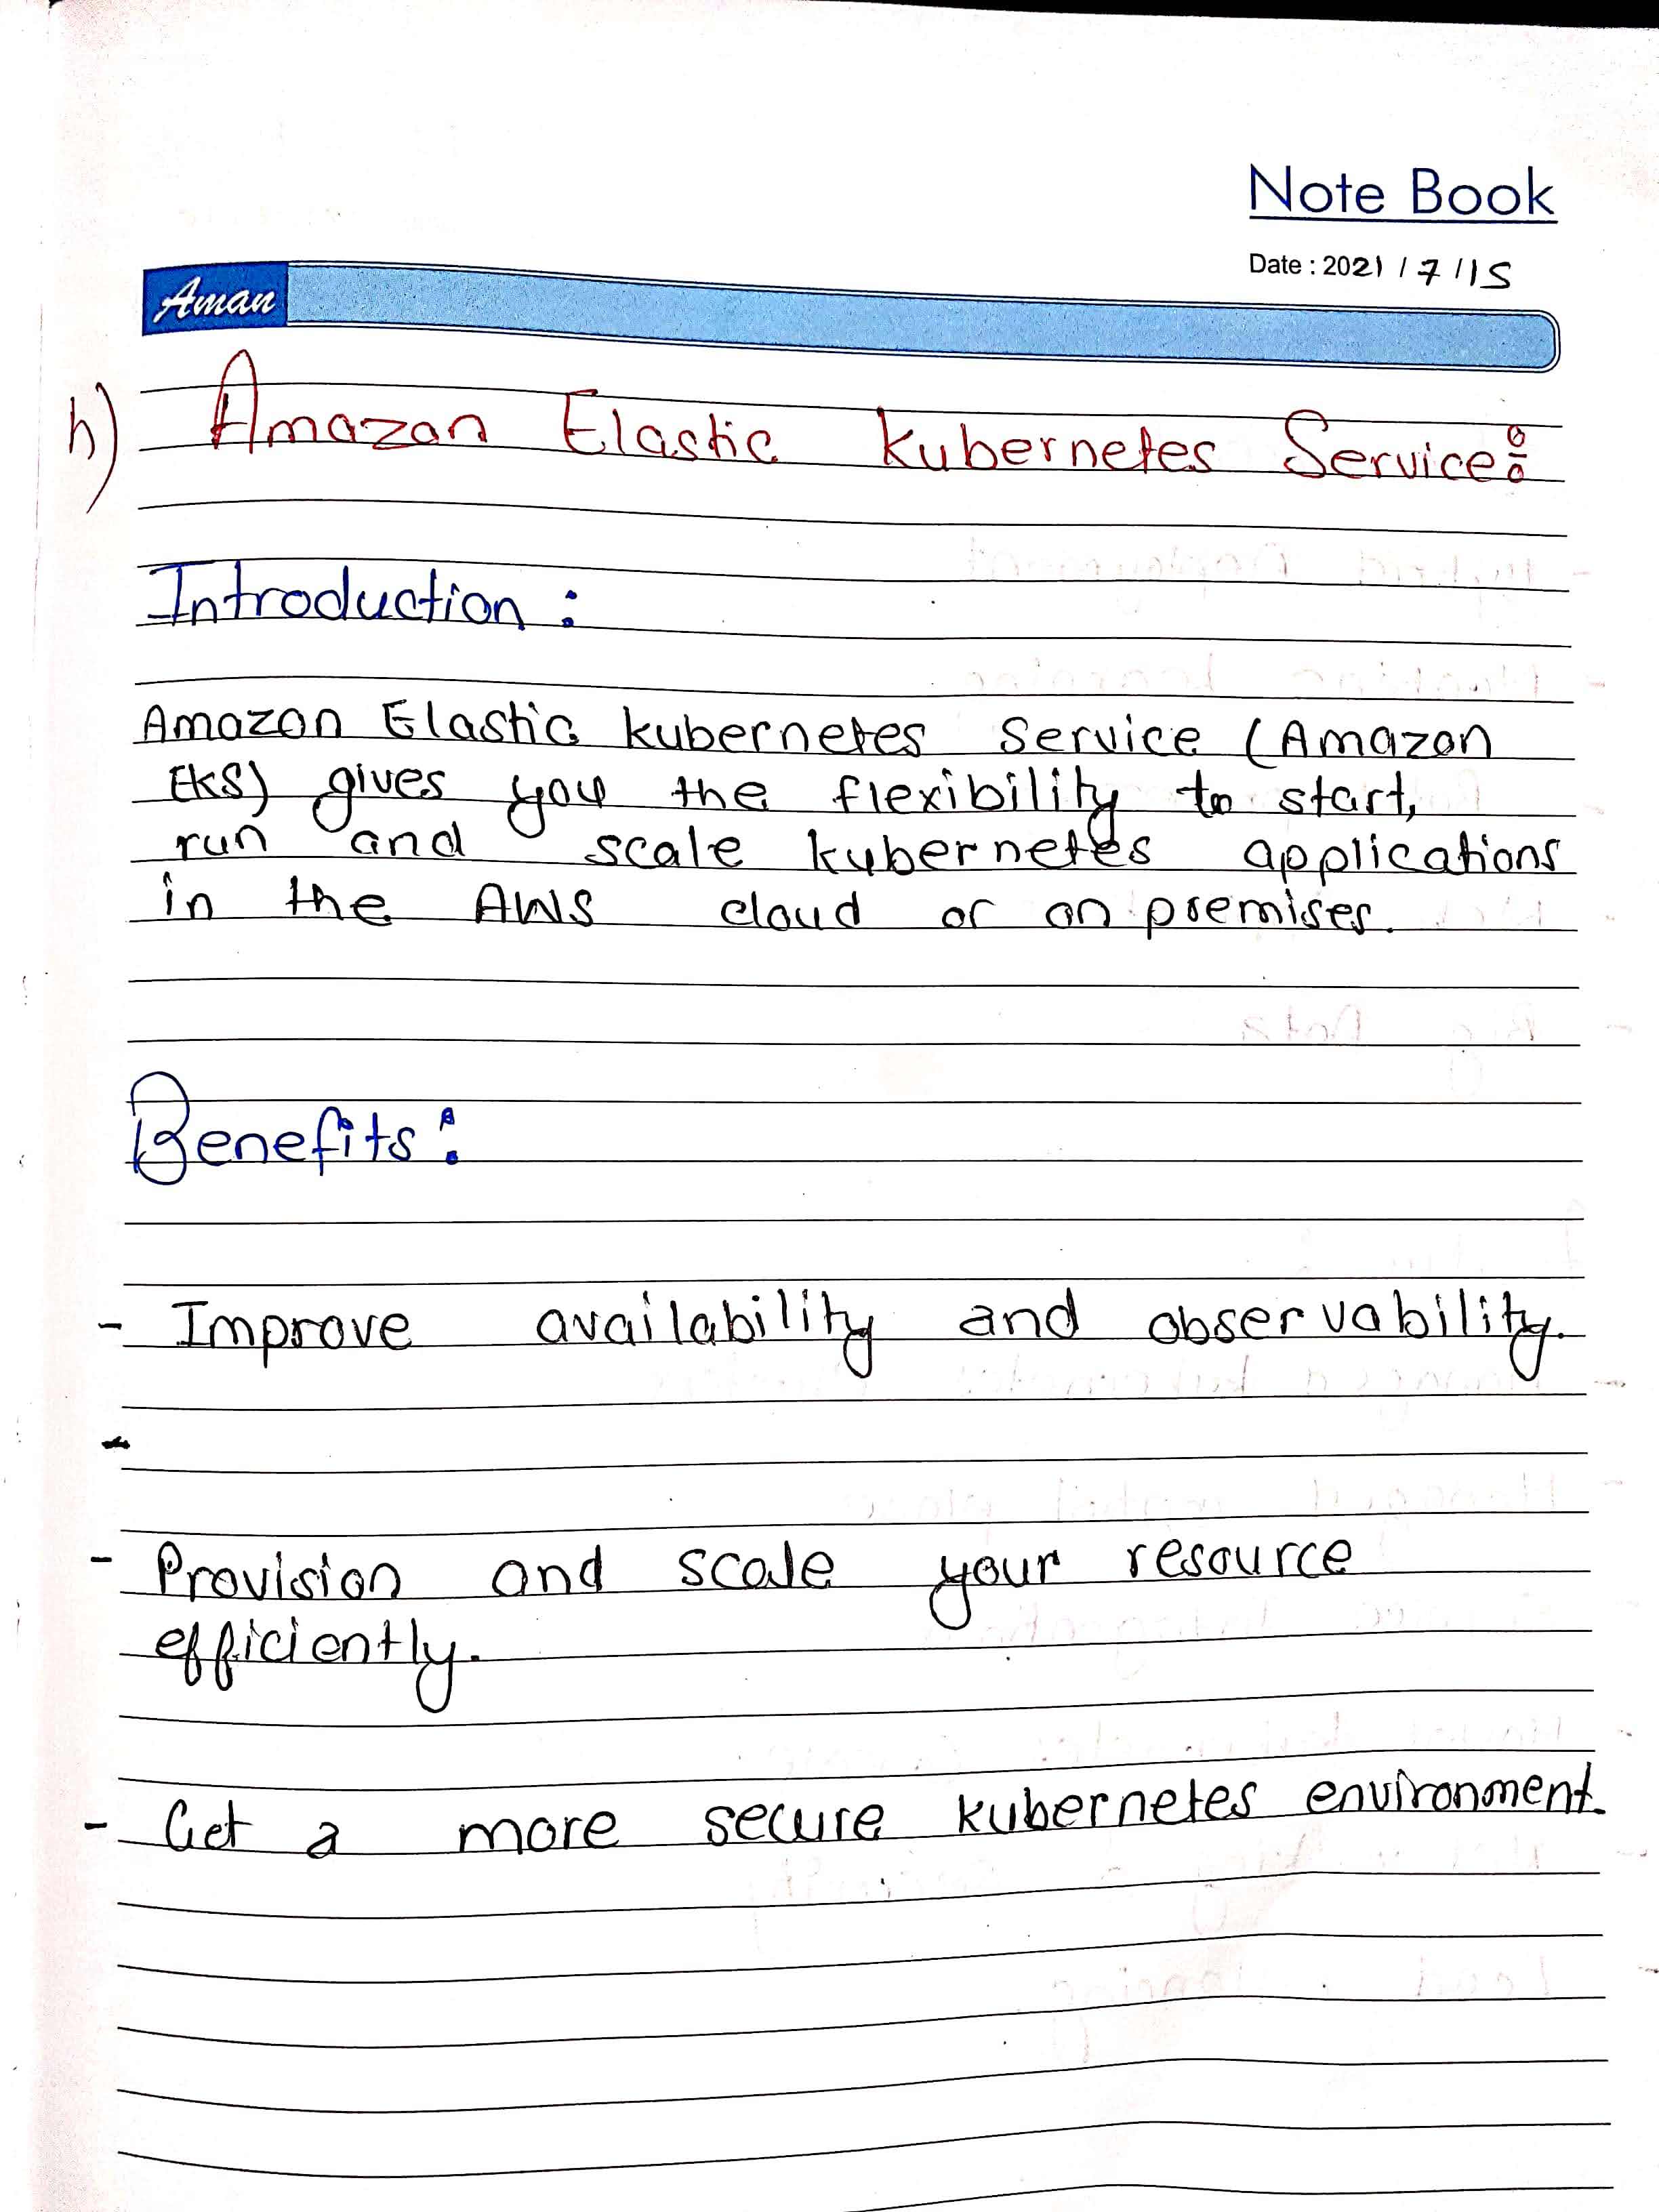 Note Book
Date : 2021 / 7 / 15
Aman
h) Amazon Elastic Kubernetes Service:
Introduction :
Amazon Elastic kubernetes Service (Amazon
EKS) gives you the flexibility to start,
run and scale kubernetes applications
in the AWS cloud or on premises.
Benefits:
- Improve availability and observability.
-
- Provision and scale your resource
efficiently.
- Get a more secure kubernetes environment.